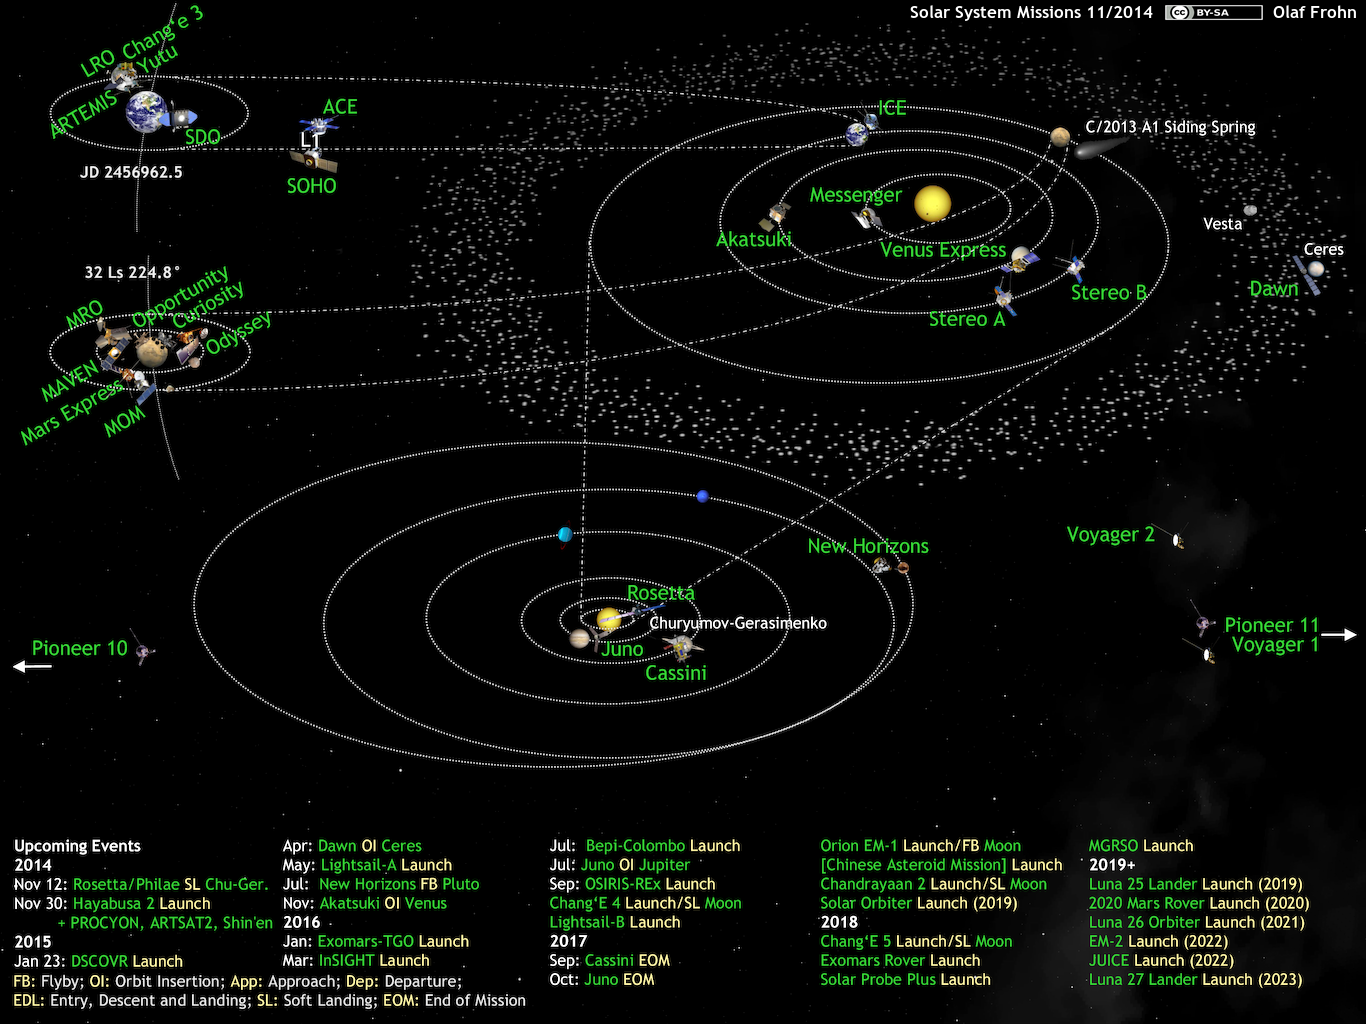 Solar System Missions 11/2014 cc BY-SA Olaf Frohn
LRO Chang‘e 3
Yutu
ARTEMIS
SDO
ACE
L1
SOHO
JD 2456962.5
ICE
C/2013 A1 Siding Spring
Messenger
Akatsuki
Venus Express
Stereo B
Stereo A
Vesta
Ceres
Dawn
32 Ls 224.8°
MRO
Opportunity
Curiosity
Odyssey
MAVEN
Mars Express
MOM
Voyager 2
New Horizons
Rosetta
Churyumov-Gerasimenko
Juno
Cassini
Pioneer 10
Pioneer 11
Voyager 1
Upcoming Events
2014
Nov 12: Rosetta/Philae SL Chu-Ger.
Nov 30: Hayabusa 2 Launch
+ PROCYON, ARTSAT2, Shin'en
2015
Jan 23: DSCOVR Launch
Apr: Dawn OI Ceres
May: Lightsail-A Launch
Jul: New Horizons FB Pluto
Nov: Akatsuki OI Venus
2016
Jan: Exomars-TGO Launch
Mar: InSIGHT Launch
Jul: Bepi-Colombo Launch
Jul: Juno OI Jupiter
Sep: OSIRIS-REx Launch
Chang‘E 4 Launch/SL Moon
Lightsail-B Launch
2017
Sep: Cassini EOM
Oct: Juno EOM
Orion EM-1 Launch/FB Moon
[Chinese Asteroid Mission] Launch
Chandrayaan 2 Launch/SL Moon
Solar Orbiter Launch (2019)
2018
Chang‘E 5 Launch/SL Moon
Exomars Rover Launch
Solar Probe Plus Launch
MGRSO Launch
2019+
Luna 25 Lander Launch (2019)
2020 Mars Rover Launch (2020)
Luna 26 Orbiter Launch (2021)
EM-2 Launch (2022)
JUICE Launch (2022)
Luna 27 Lander Launch (2023)
FB: Flyby; OI: Orbit Insertion; App: Approach; Dep: Departure;
EDL: Entry, Descent and Landing; SL: Soft Landing; EOM: End of Mission